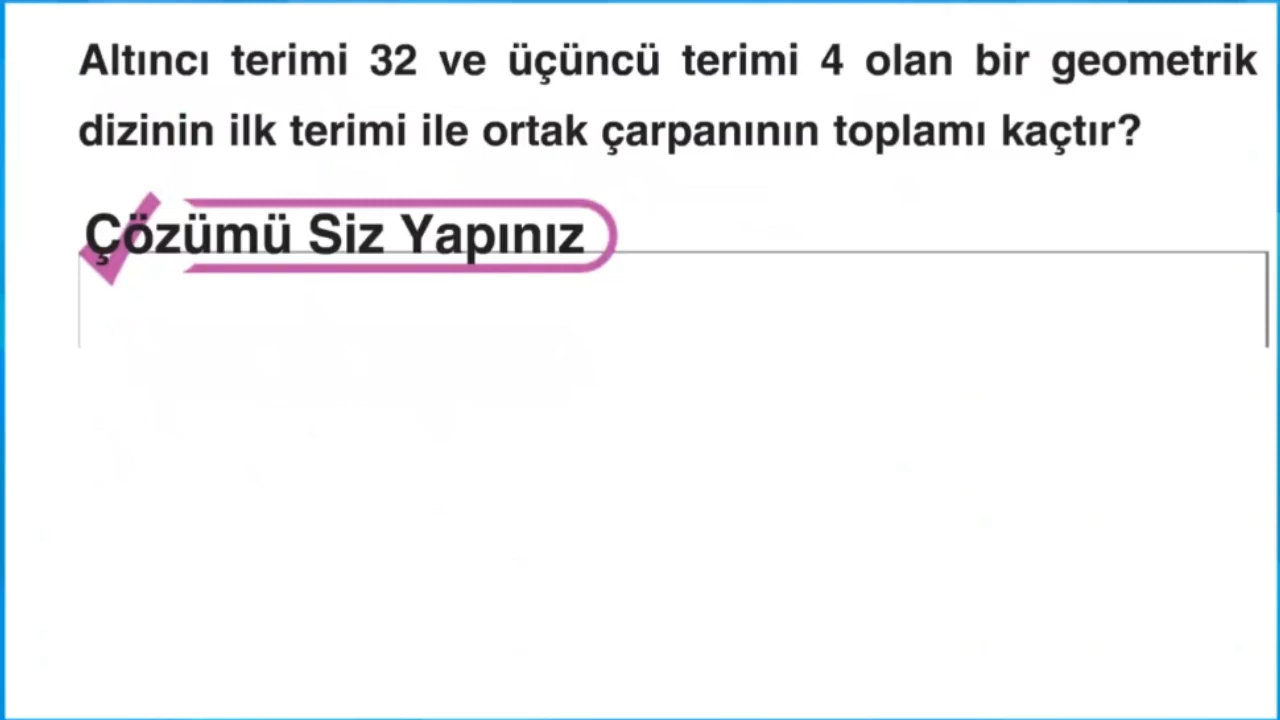 Altıncı terimi 32 ve üçüncü terimi 4 olan bir geometrik
dizinin ilk terimi ile ortak çarpanının toplamı kaçtır?
Çözümü Siz Yapınız